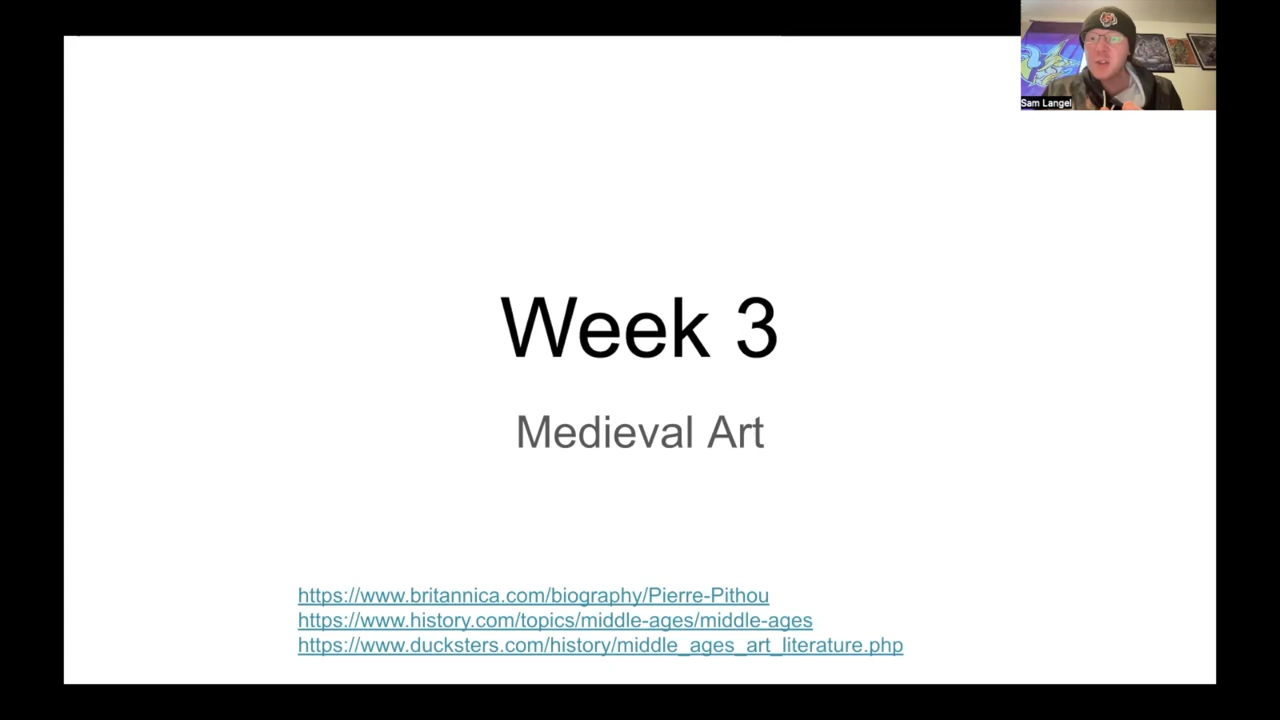 Sam Langel
Week 3
Medieval Art
https://www.britannica.com/biography/Pierre-Pithou
https://www.history.com/topics/middle-ages/middle-ages
https://www.ducksters.com/history/middle_ages_art_literature.php